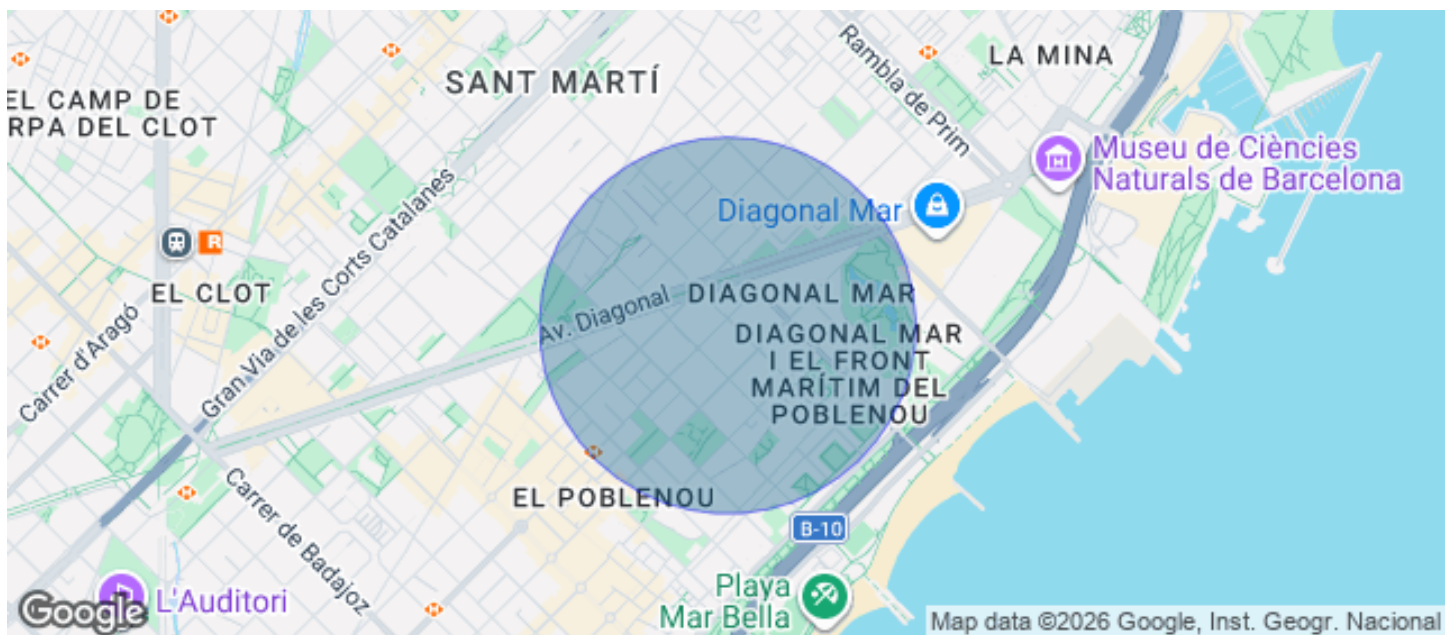 LA MINA
Rambla de Prim
SANT MARTÍ
EL CAMP DE
RPA DEL CLOT
Museu de Ciències
Naturals de Barcelona
Diagonal Mar
Gran Via de les Corts Catalanes
R
EL CLOT
Av. Diagonal
DIAGONAL MAR
DIAGONAL MAR
I EL FRONT
MARÍTIM DEL
POBLENOU
Carrer d'Aragó
EL POBLENOU
Carrer de Badajoz
B-10
Playa
Mar Bella
L'Auditori
Google
Map data ©2026 Google, Inst. Geogr. Nacional